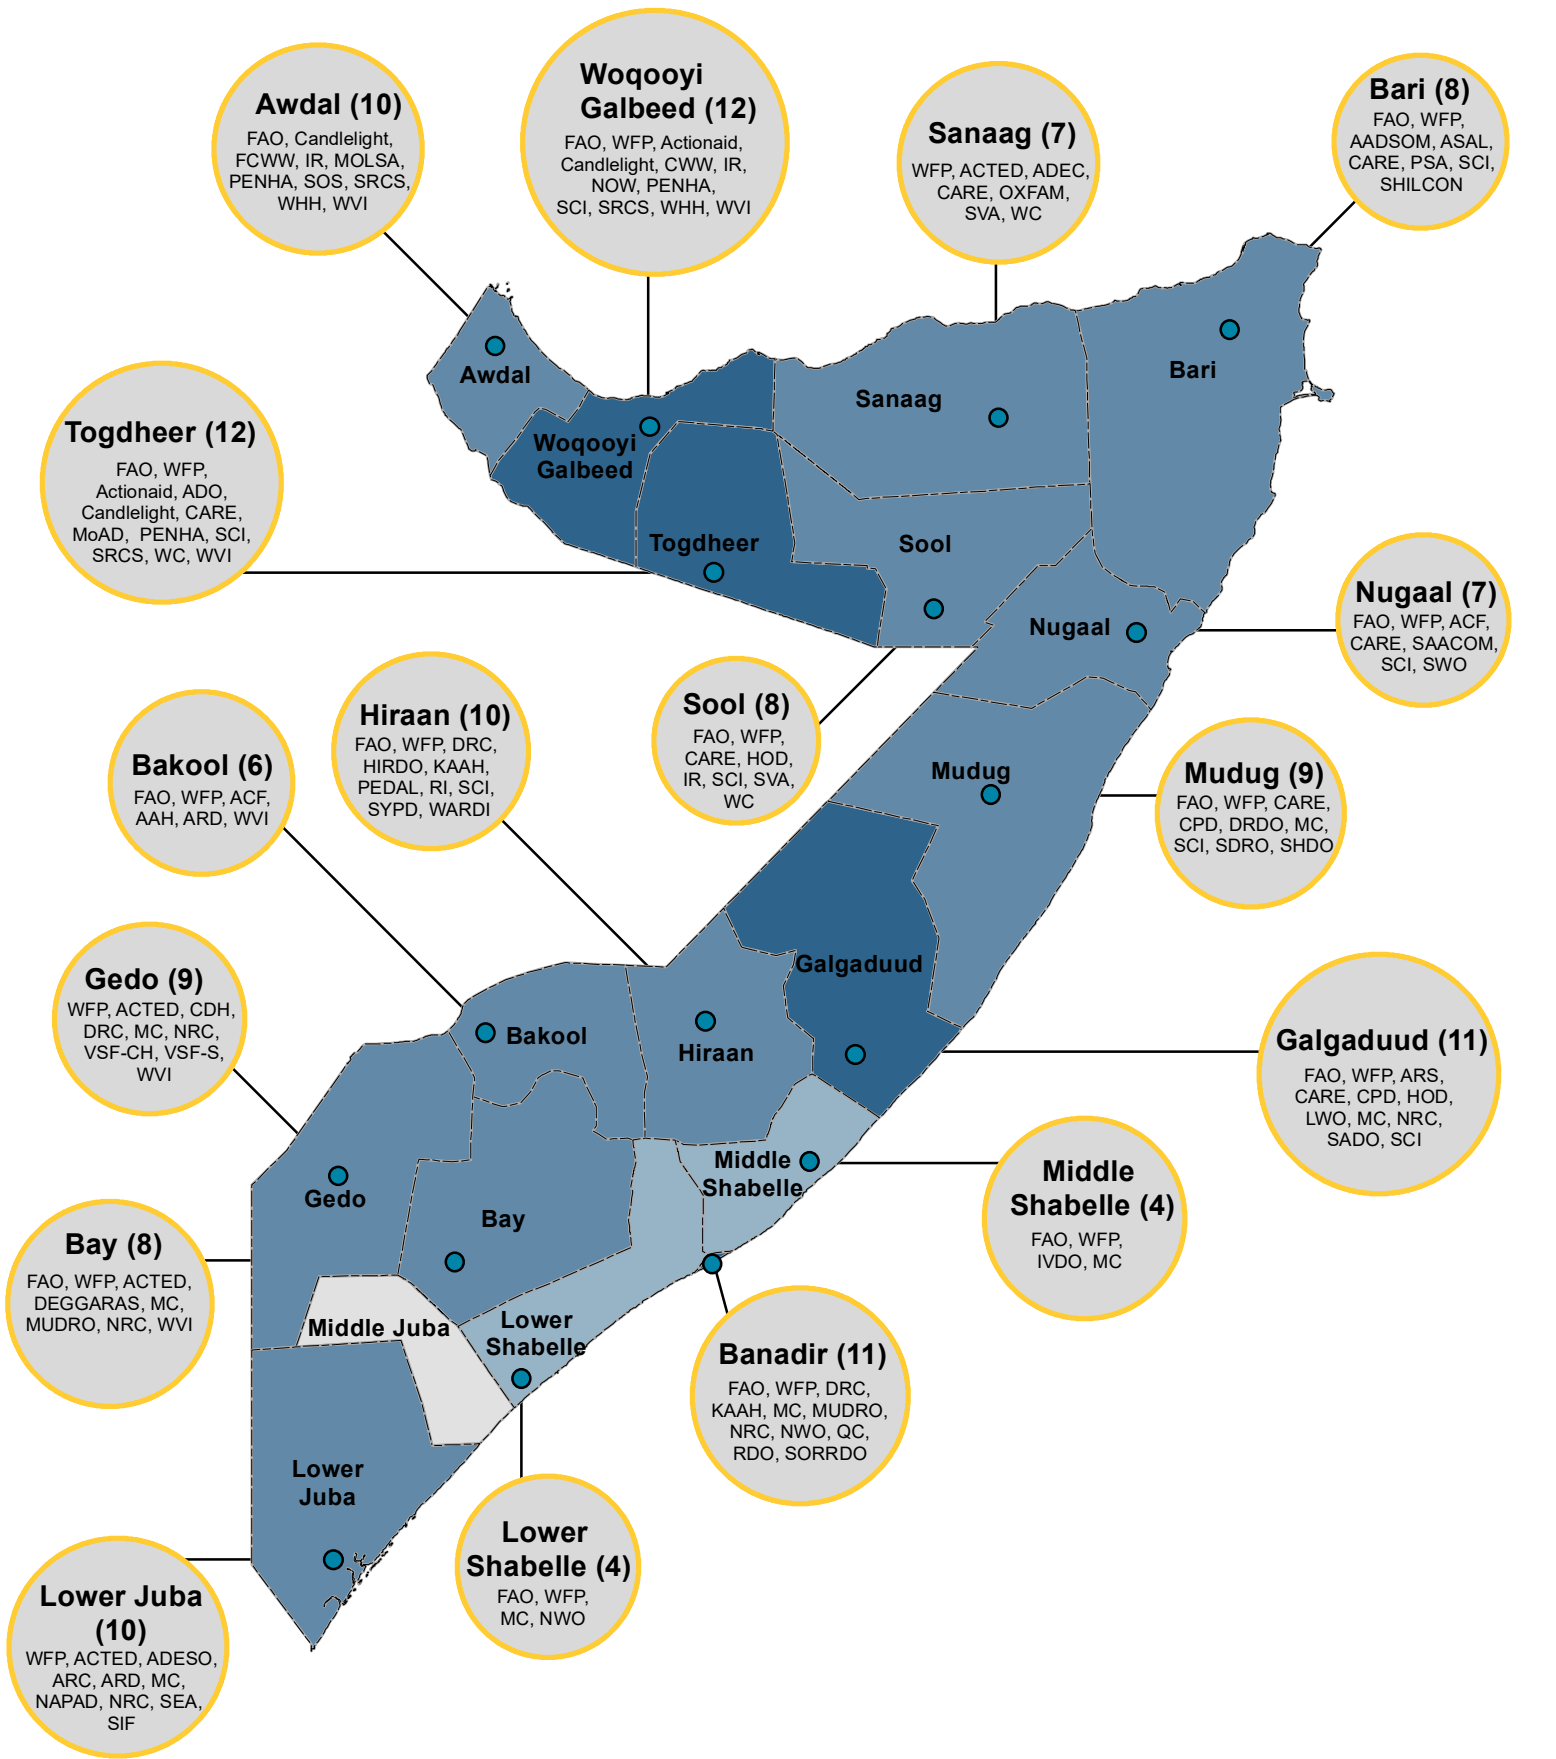 Woqooyi
Galbeed (12)
FAO, WFP, Actionaid,
Candlelight, CWW, IR,
NOW, PENHA,
SCI, SRCS, WHH, WVI
Awdal (10)
FAO, Candlelight,
FCWW, IR, MOLSA,
PENHA, SOS, SRCS,
WHH, WVI
Sanaag (7)
WFP, ACTED, ADEC,
CARE, OXFAM,
SVA, WC
Bari (8)
FAO, WFP,
AADSOM, ASAL,
CARE, PSA, SCI,
SHILCON
Togdheer (12)
FAO, WFP,
Actionaid, ADO,
Candlelight, CARE,
MoAD, PENHA, SCI,
SRCS, WC, WVI
Awdal
Woqooyi
Galbeed
Togdheer
Sanaag
Bari
Sool
Nugaal
Nugaal (7)
FAO, WFP, ACF,
CARE, SAACOM,
SCI, SWO
Bakool (6)
FAO, WFP, ACF,
AAH, ARD, WVI
Hiraan (10)
FAO, WFP, DRC,
HIRDO, KAAH,
PEDAL, RI, SCI,
SYPD, WARDI
Sool (8)
FAO, WFP,
CARE, HOD,
IR, SCI, SVA,
WC
Mudug
Mudug (9)
FAO, WFP, CARE,
CPD, DRDO, MC,
SCI, SDRO, SHDO
Gedo (9)
WFP, ACTED, CDH,
DRC, MC, NRC,
VSF-CH, VSF-S,
WVI
Galgaduud
Bakool
Hiraan
Galgaduud (11)
FAO, WFP, ARS,
CARE, CPD, HOD,
LWO, MC, NRC,
SADO, SCI
Middle
Shabelle
Middle
Shabelle (4)
FAO, WFP,
IVDO, MC
Gedo
Bay
Bay (8)
FAO, WFP, ACTED,
DEGGARAS, MC,
MUDRO, NRC, WVI
Middle Juba
Lower
Shabelle
Banadir (11)
FAO, WFP, DRC,
KAAH, MC, MUDRO,
NRC, NWO, QC,
RDO, SORRDO
Lower
Juba
Lower
Shabelle (4)
FAO, WFP,
MC, NWO
Lower Juba
(10)
WFP, ACTED, ADESO,
ARC, ARD, MC,
NAPAD, NRC, SEA,
SIF